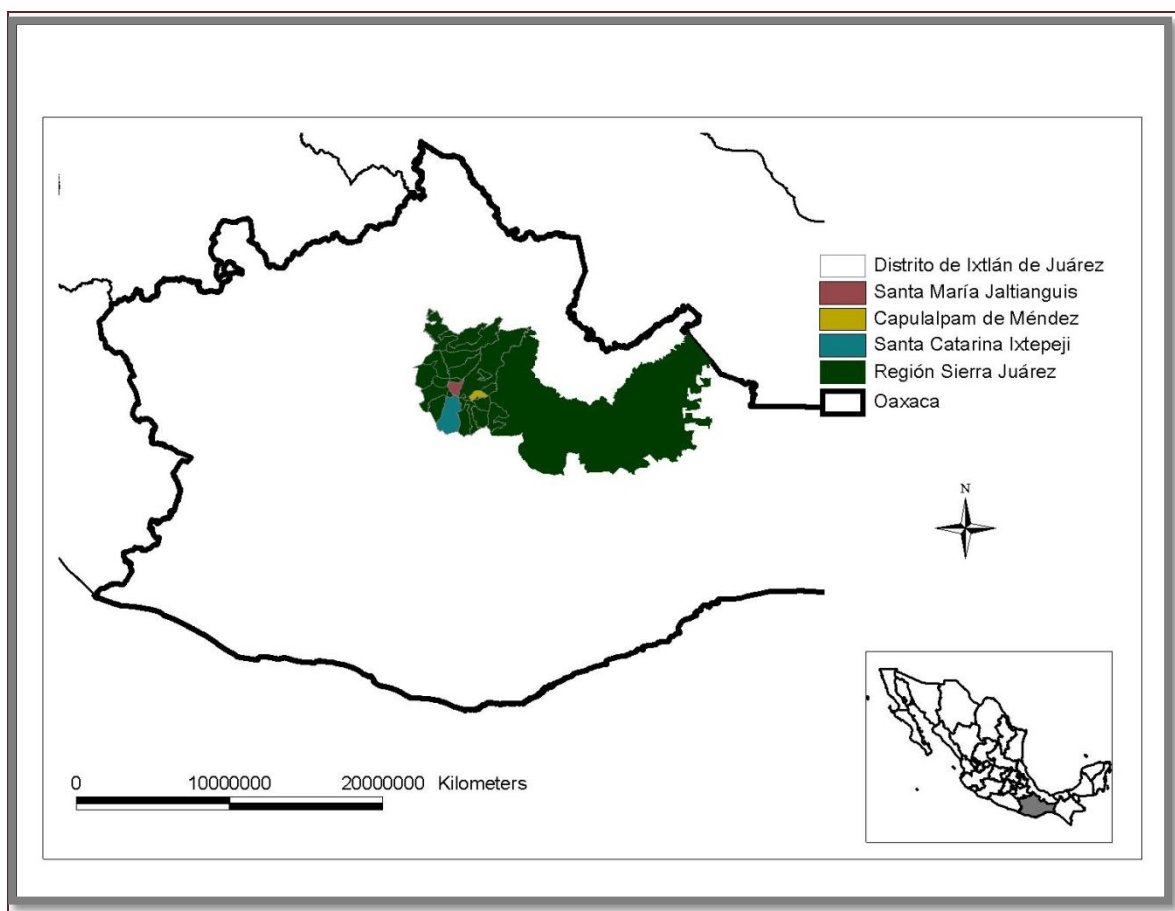 Distrito de Ixtlán de Juárez
Santa María Jaltianguis
Capulalpam de Méndez
Santa Catarina Ixtepeji
Región Sierra Juárez
Oaxaca
N
0 10000000 20000000 Kilometers